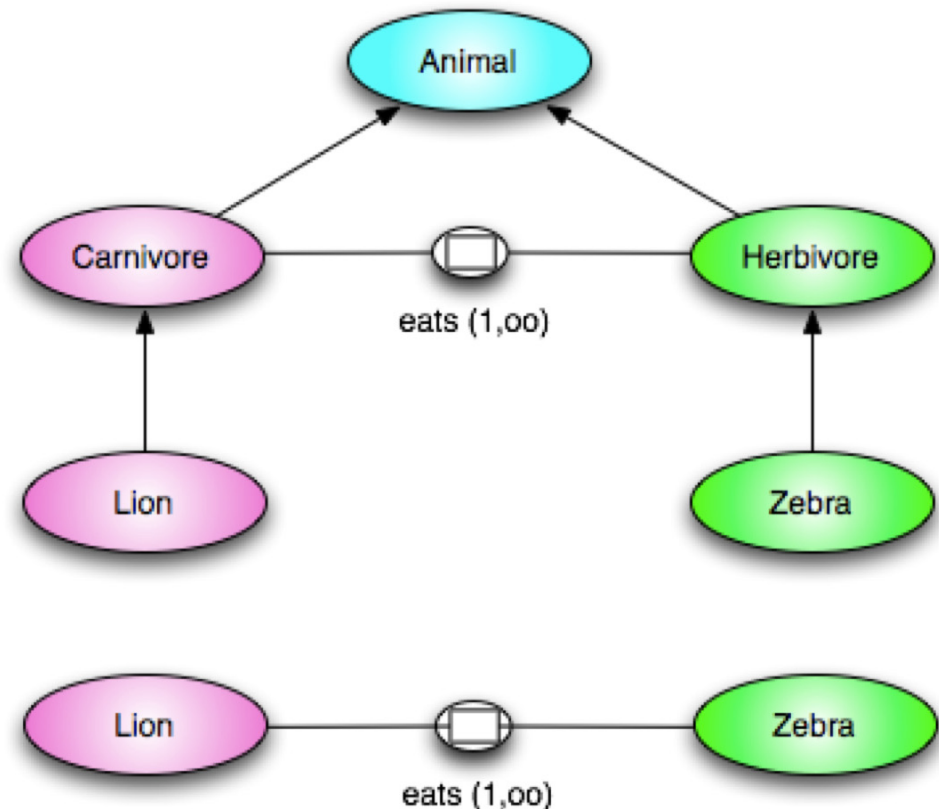 Animal
Carnivore
Herbivore
eats (1,oo)
Lion
Zebra
Lion
Zebra
eats (1,oo)